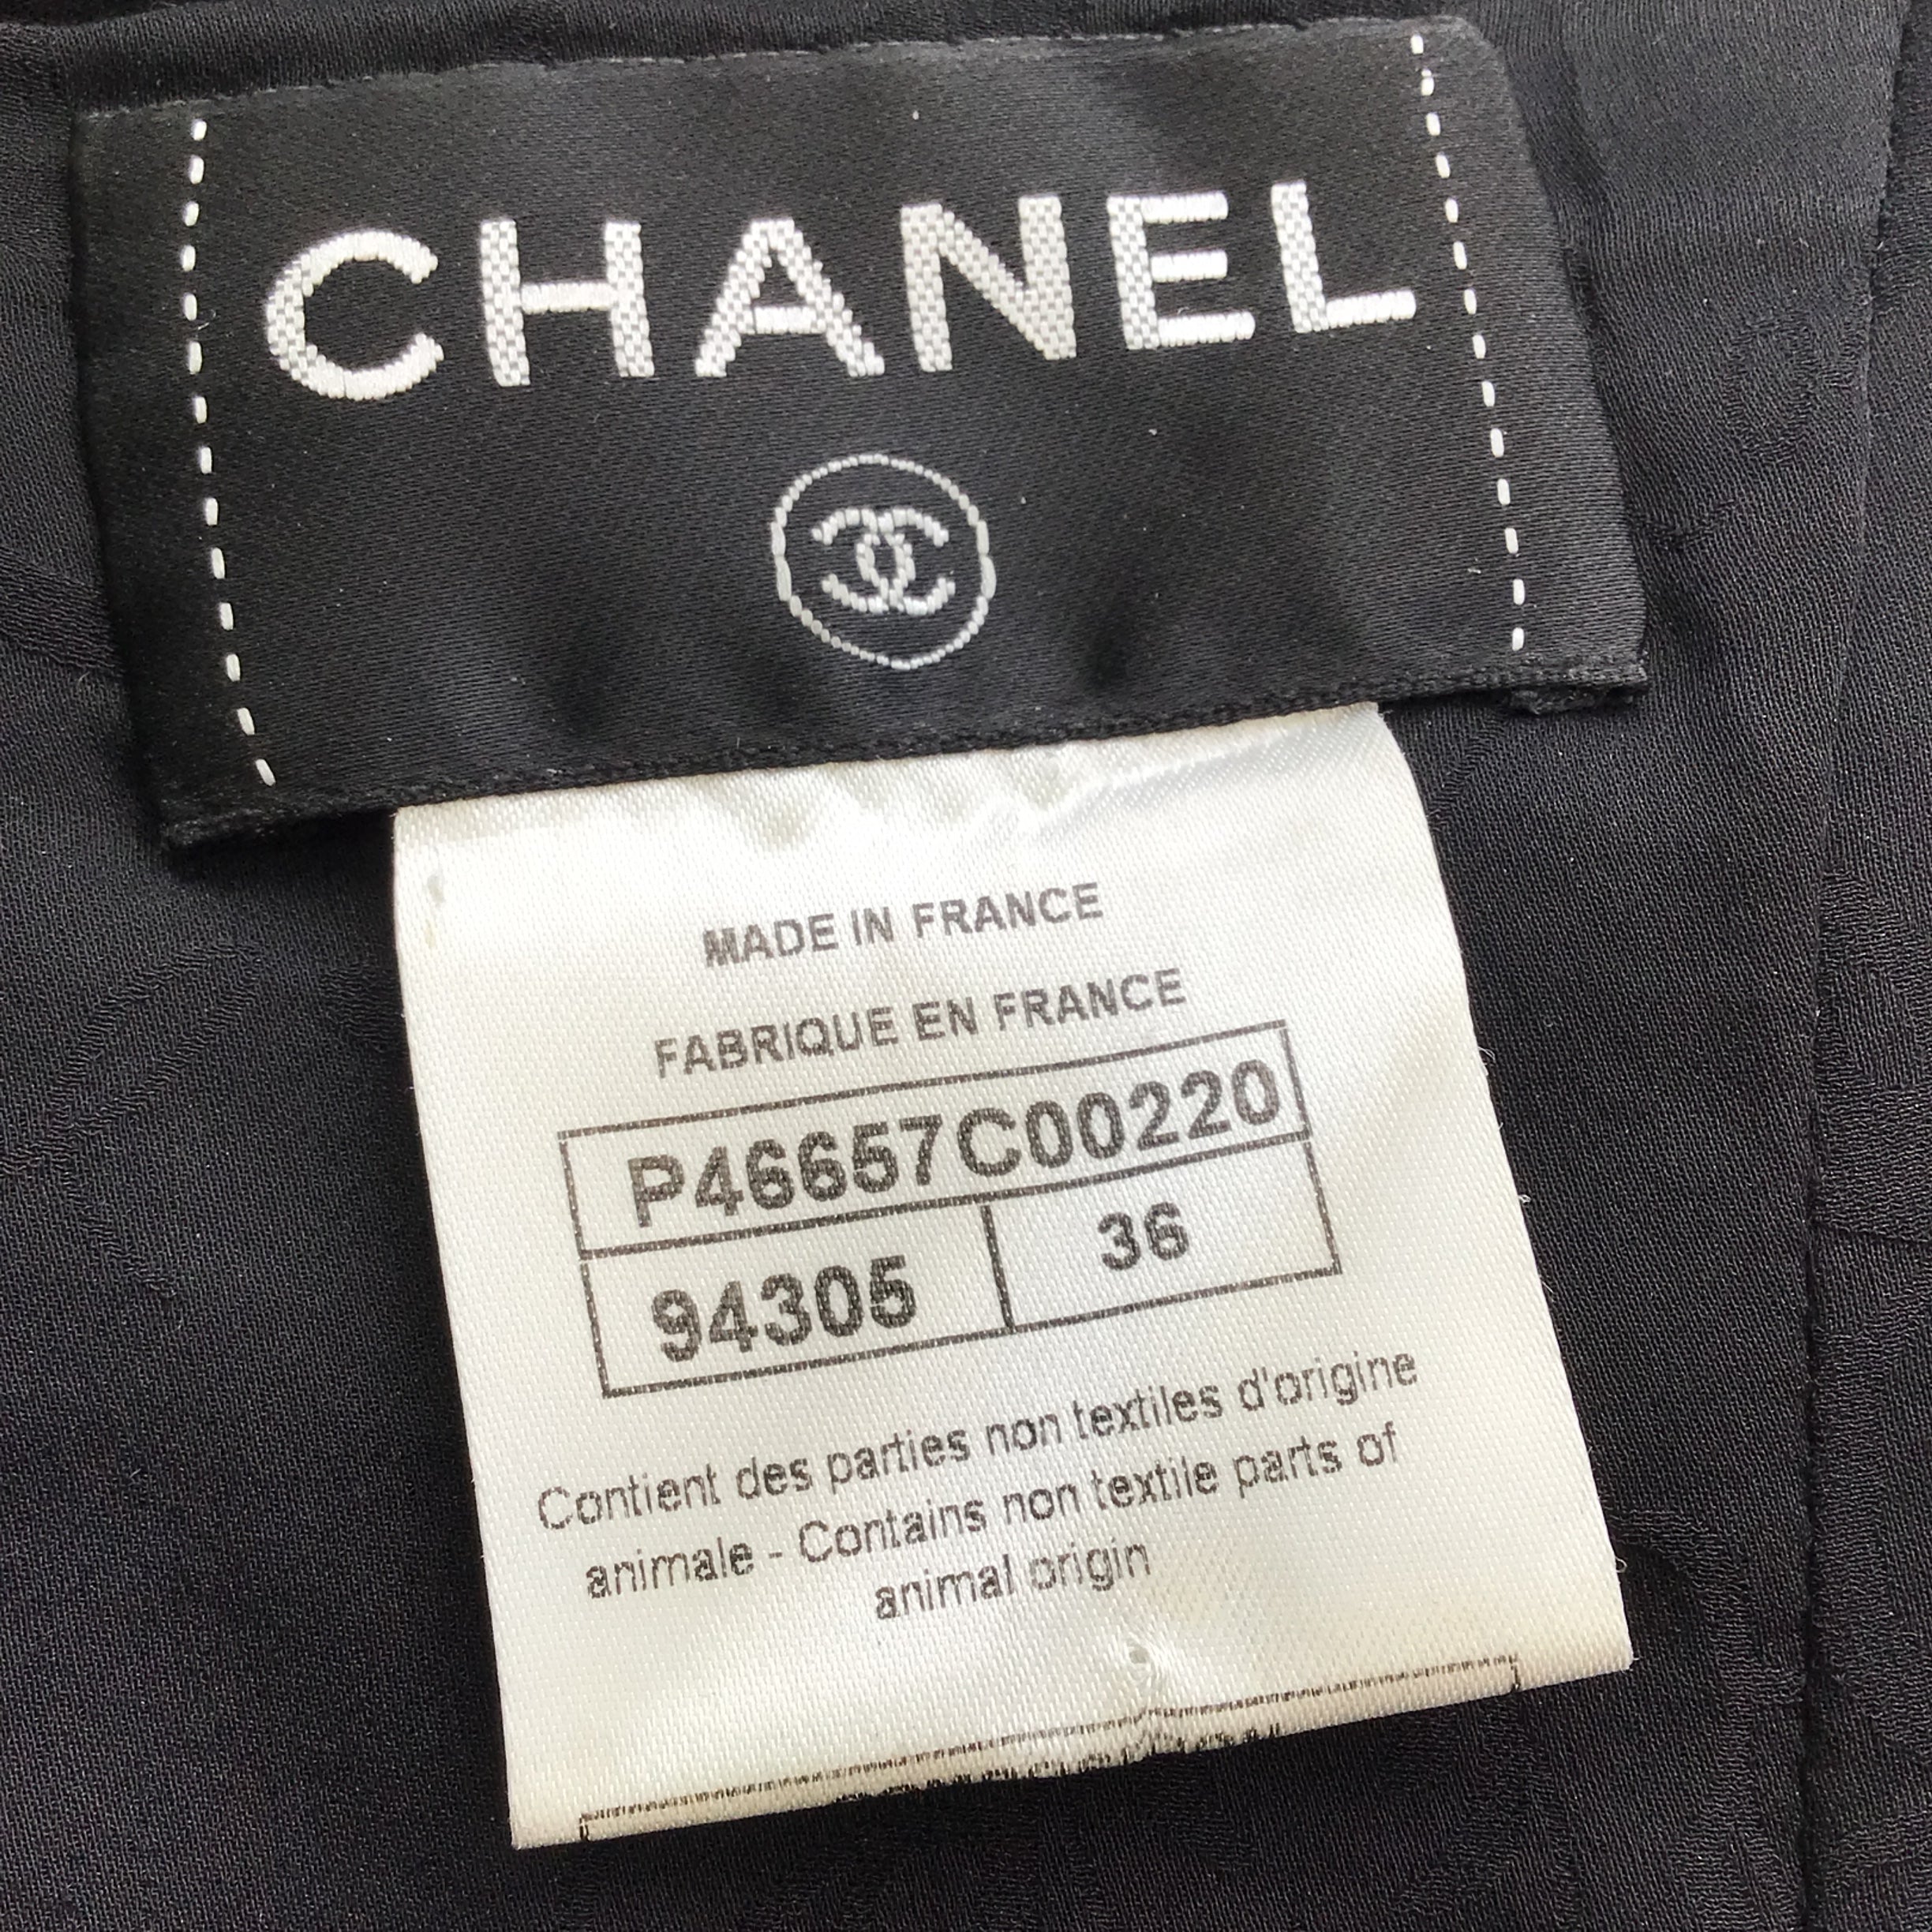 CHANEL
MADE IN FRANCE
FABRIQUE EN FRANCE
P46657C00220
94305 36
Contient des parties non textiles d'origine
animale - Contains non textile parts of
animal origin